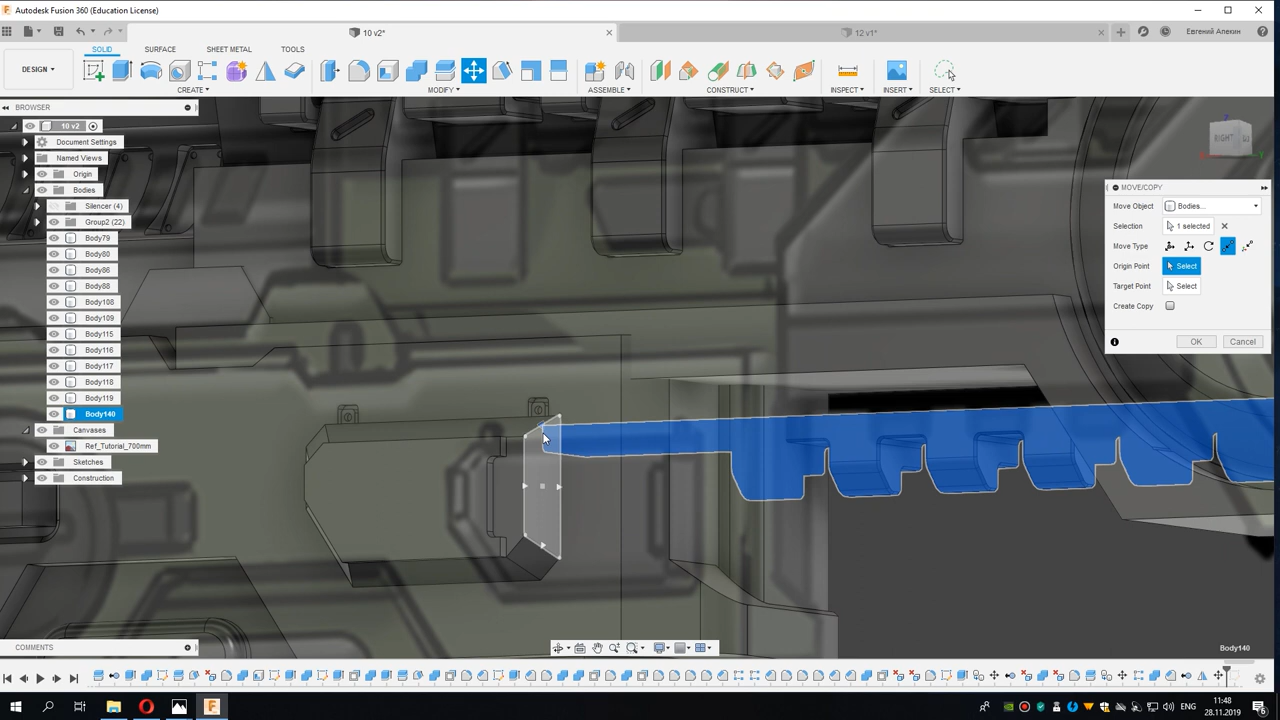 Autodesk Fusion 360 (Education License)
10 v2*
12 v1*
Евгений Апекин
DESIGN
SOLID
SURFACE
SHEET METAL
TOOLS
CREATE
MODIFY
ASSEMBLE
CONSTRUCT
INSPECT
INSERT
SELECT
BROWSER
10 v2
Document Settings
Named Views
Origin
Bodies
Silencer (4)
Group2 (22)
Body79
Body80
Body86
Body88
Body108
Body109
Body115
Body116
Body117
Body118
Body119
Body140
Canvases
Ref_Tutorial_700mm
Sketches
Construction
Z
RIGHT
MOVE/COPY
Move Object
Bodies...
Selection
1 selected
Move Type
Origin Point
Select
Target Point
Select
Create Copy
OK
Cancel
COMMENTS
Body140
ENG
11:48
28.11.2019